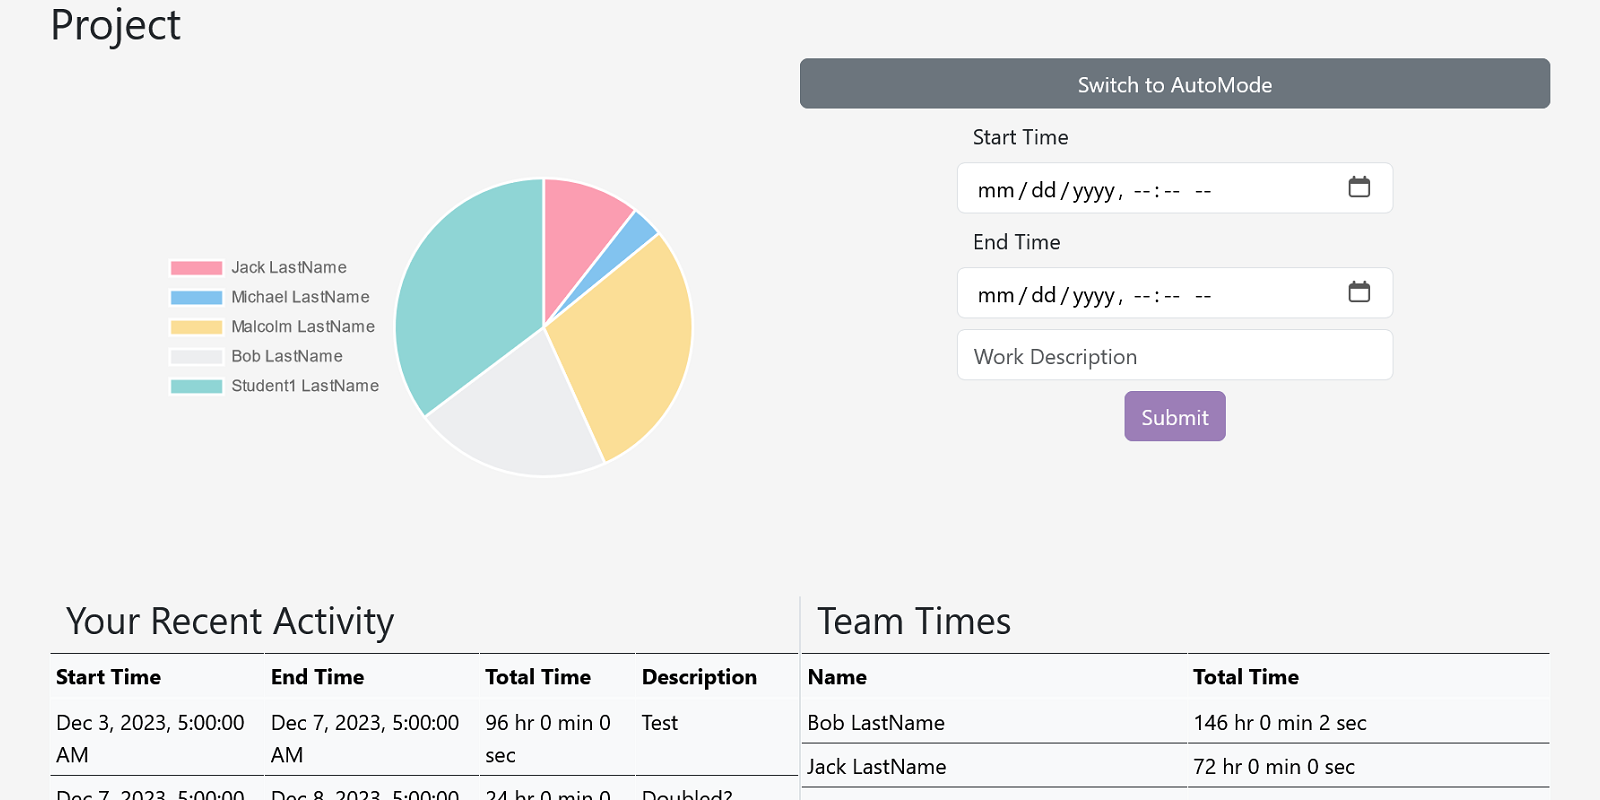 Project
Switch to AutoMode
Start Time
mm/dd/yyyy, --:-- --
End Time
mm/dd/yyyy, --:-- --
Work Description
Submit
Jack LastName
Michael LastName
Malcolm LastName
Bob LastName
Student1 LastName
Your Recent Activity
Start Time End Time Total Time Description
Dec 3, 2023, 5:00:00 Dec 7, 2023, 5:00:00 96 hr 0 min 0 Test
AM AM sec
Dec 7, 2023, 5:00:00 Dec 8, 2023, 5:00:00 24 hr 0 min 0 Doubled?
Team Times
Name Total Time
Bob LastName 146 hr 0 min 2 sec
Jack LastName 72 hr 0 min 0 sec